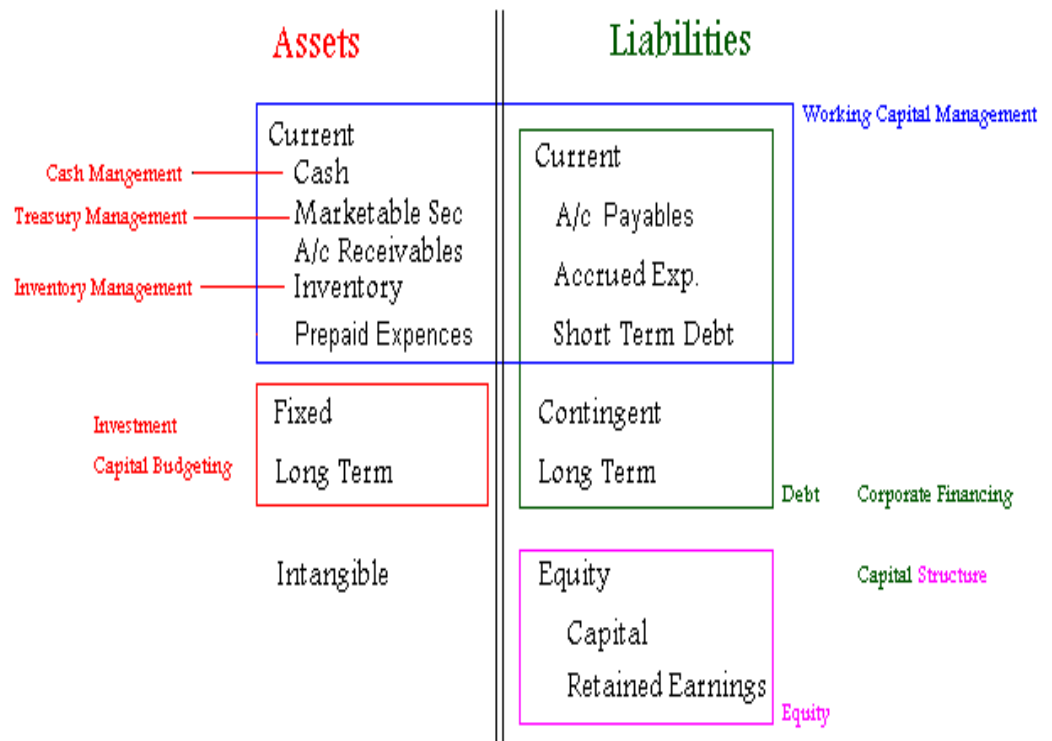 Assets
Liabilities
Working Capital Management
Current
Cash Mangement
Cash
Treasury Management
Marketable Sec
A/c Receivables
Inventory Management
Inventory
Prepaid Expences
Current
A/c Payables
Accrued Exp.
Short Term Debt
Investment
Capital Budgeting
Fixed
Long Term
Contingent
Long Term
Debt
Corporate Financing
Intangible
Equity
Capital
Retained Earnings
Capital Structure
Equity